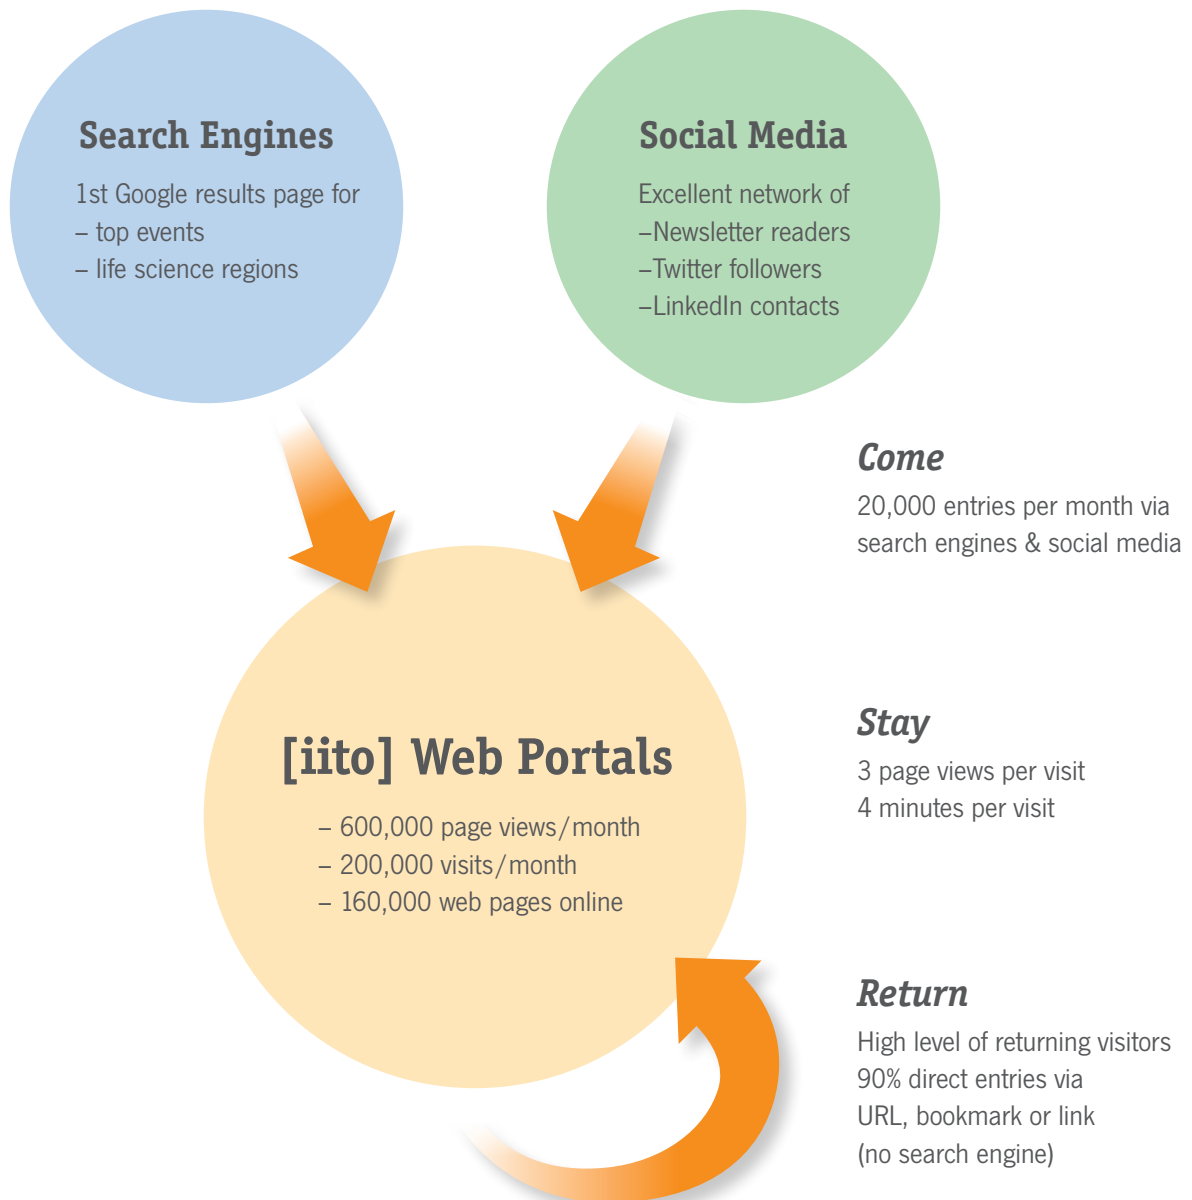 Search Engines
1st Google results page for
– top events
– life science regions
Social Media
Excellent network of
–Newsletter readers
–Twitter followers
–LinkedIn contacts
Come
20,000 entries per month via
search engines & social media
[iito] Web Portals
– 600,000 page views/month
– 200,000 visits/month
– 160,000 web pages online
Stay
3 page views per visit
4 minutes per visit
Return
High level of returning visitors
90% direct entries via
URL, bookmark or link
(no search engine)